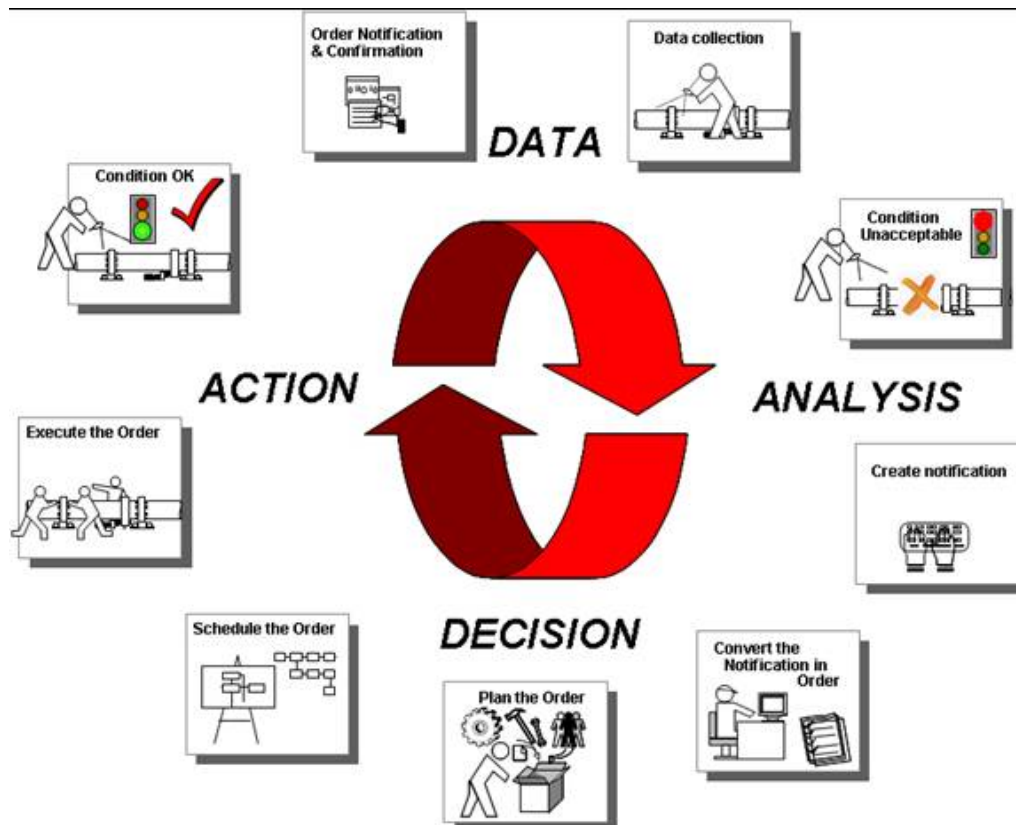 Order Notification
& Confirmation
Data collection
DATA
Condition OK
Condition
Unacceptable
ACTION
ANALYSIS
Execute the Order
Create notification
Schedule the Order
DECISION
Convert the
Notification in
Order
Plan the Order